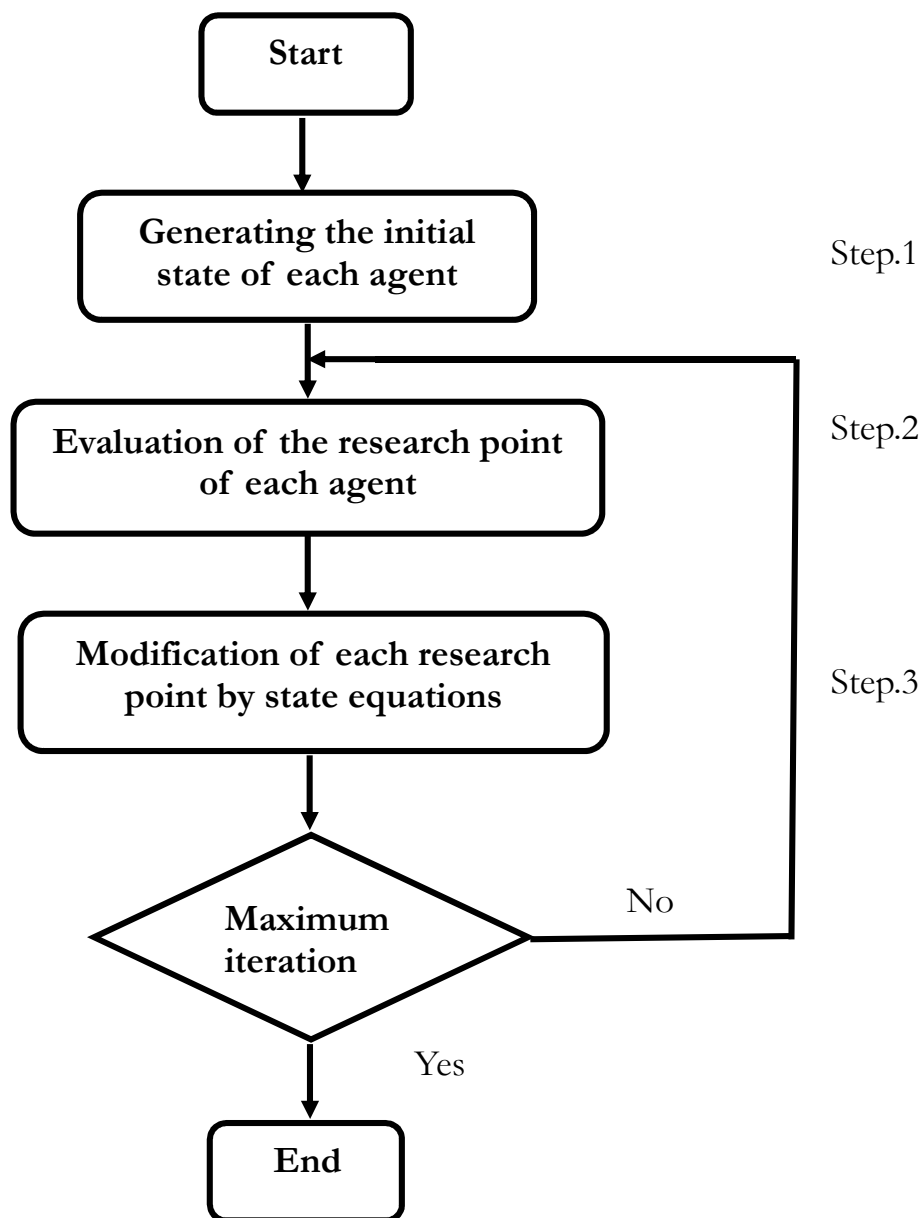 Start
Generating the initial
state of each agent
Step.1
Evaluation of the research point
of each agent
Step.2
Modification of each research
point by state equations
Step.3
Maximum
iteration
No
Yes
End